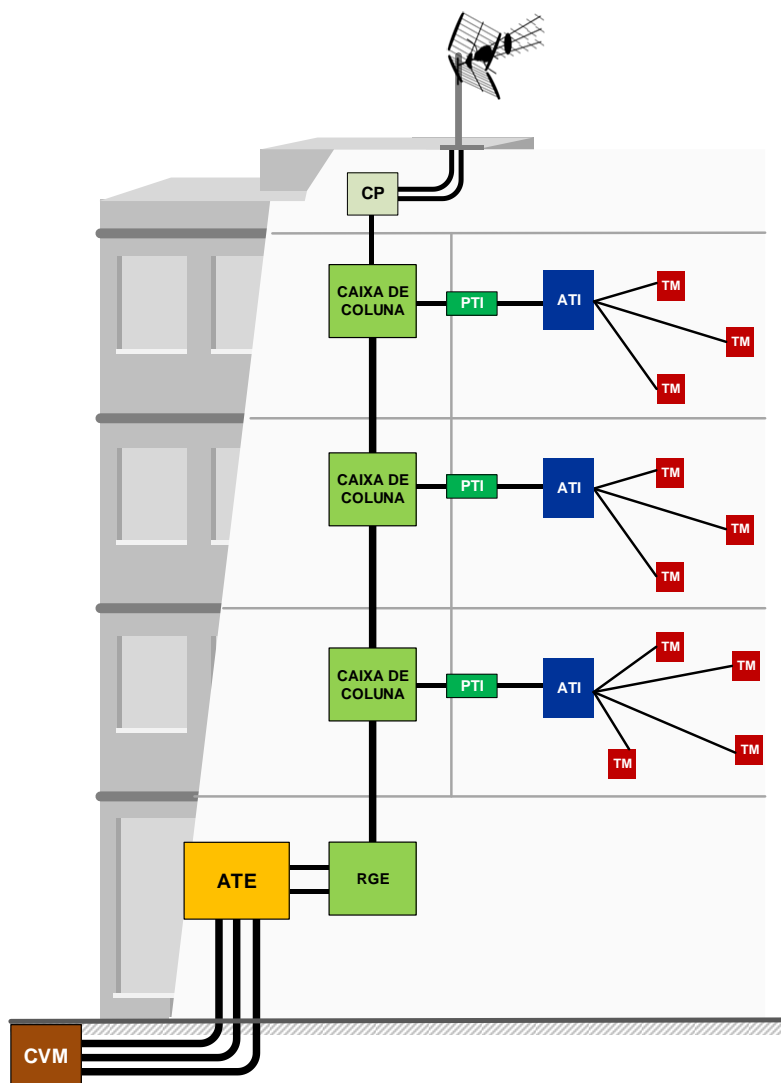 CP
CAIXA DE
COLUNA
PTI
ATI
TM
TM
TM
CAIXA DE
COLUNA
PTI
ATI
TM
TM
TM
CAIXA DE
COLUNA
PTI
ATI
TM
TM
TM
TM
ATE
RGE
CVM